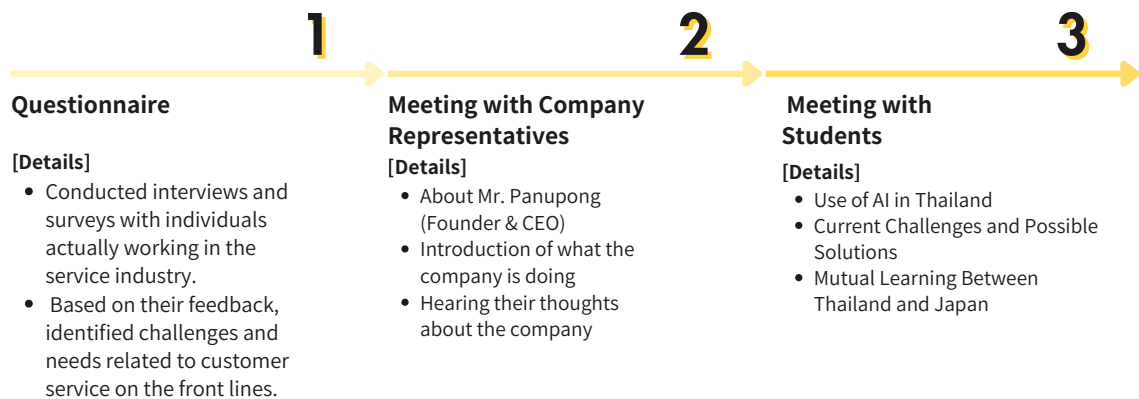 1
Questionnaire
[Details]
• Conducted interviews and
surveys with individuals
actually working in the
service industry.
• Based on their feedback,
identified challenges and
needs related to customer
service on the front lines.
2
Meeting with Company
Representatives
[Details]
• About Mr. Panupong
(Founder & CEO)
• Introduction of what the
company is doing
• Hearing their thoughts
about the company
3
Meeting with
Students
[Details]
• Use of AI in Thailand
• Current Challenges and Possible
Solutions
• Mutual Learning Between
Thailand and Japan